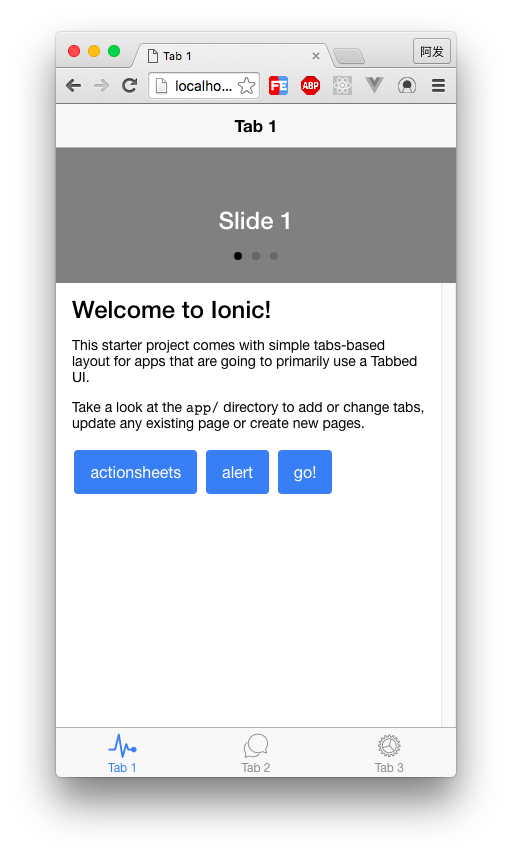 Tab 1
阿发
localho...
FE
ABP
Tab 1
Slide 1
Welcome to Ionic!
This starter project comes with simple tabs-based
layout for apps that are going to primarily use a Tabbed
UI.
Take a look at the app/ directory to add or change tabs,
update any existing page or create new pages.
actionsheets alert go!
Tab 1 Tab 2 Tab 3